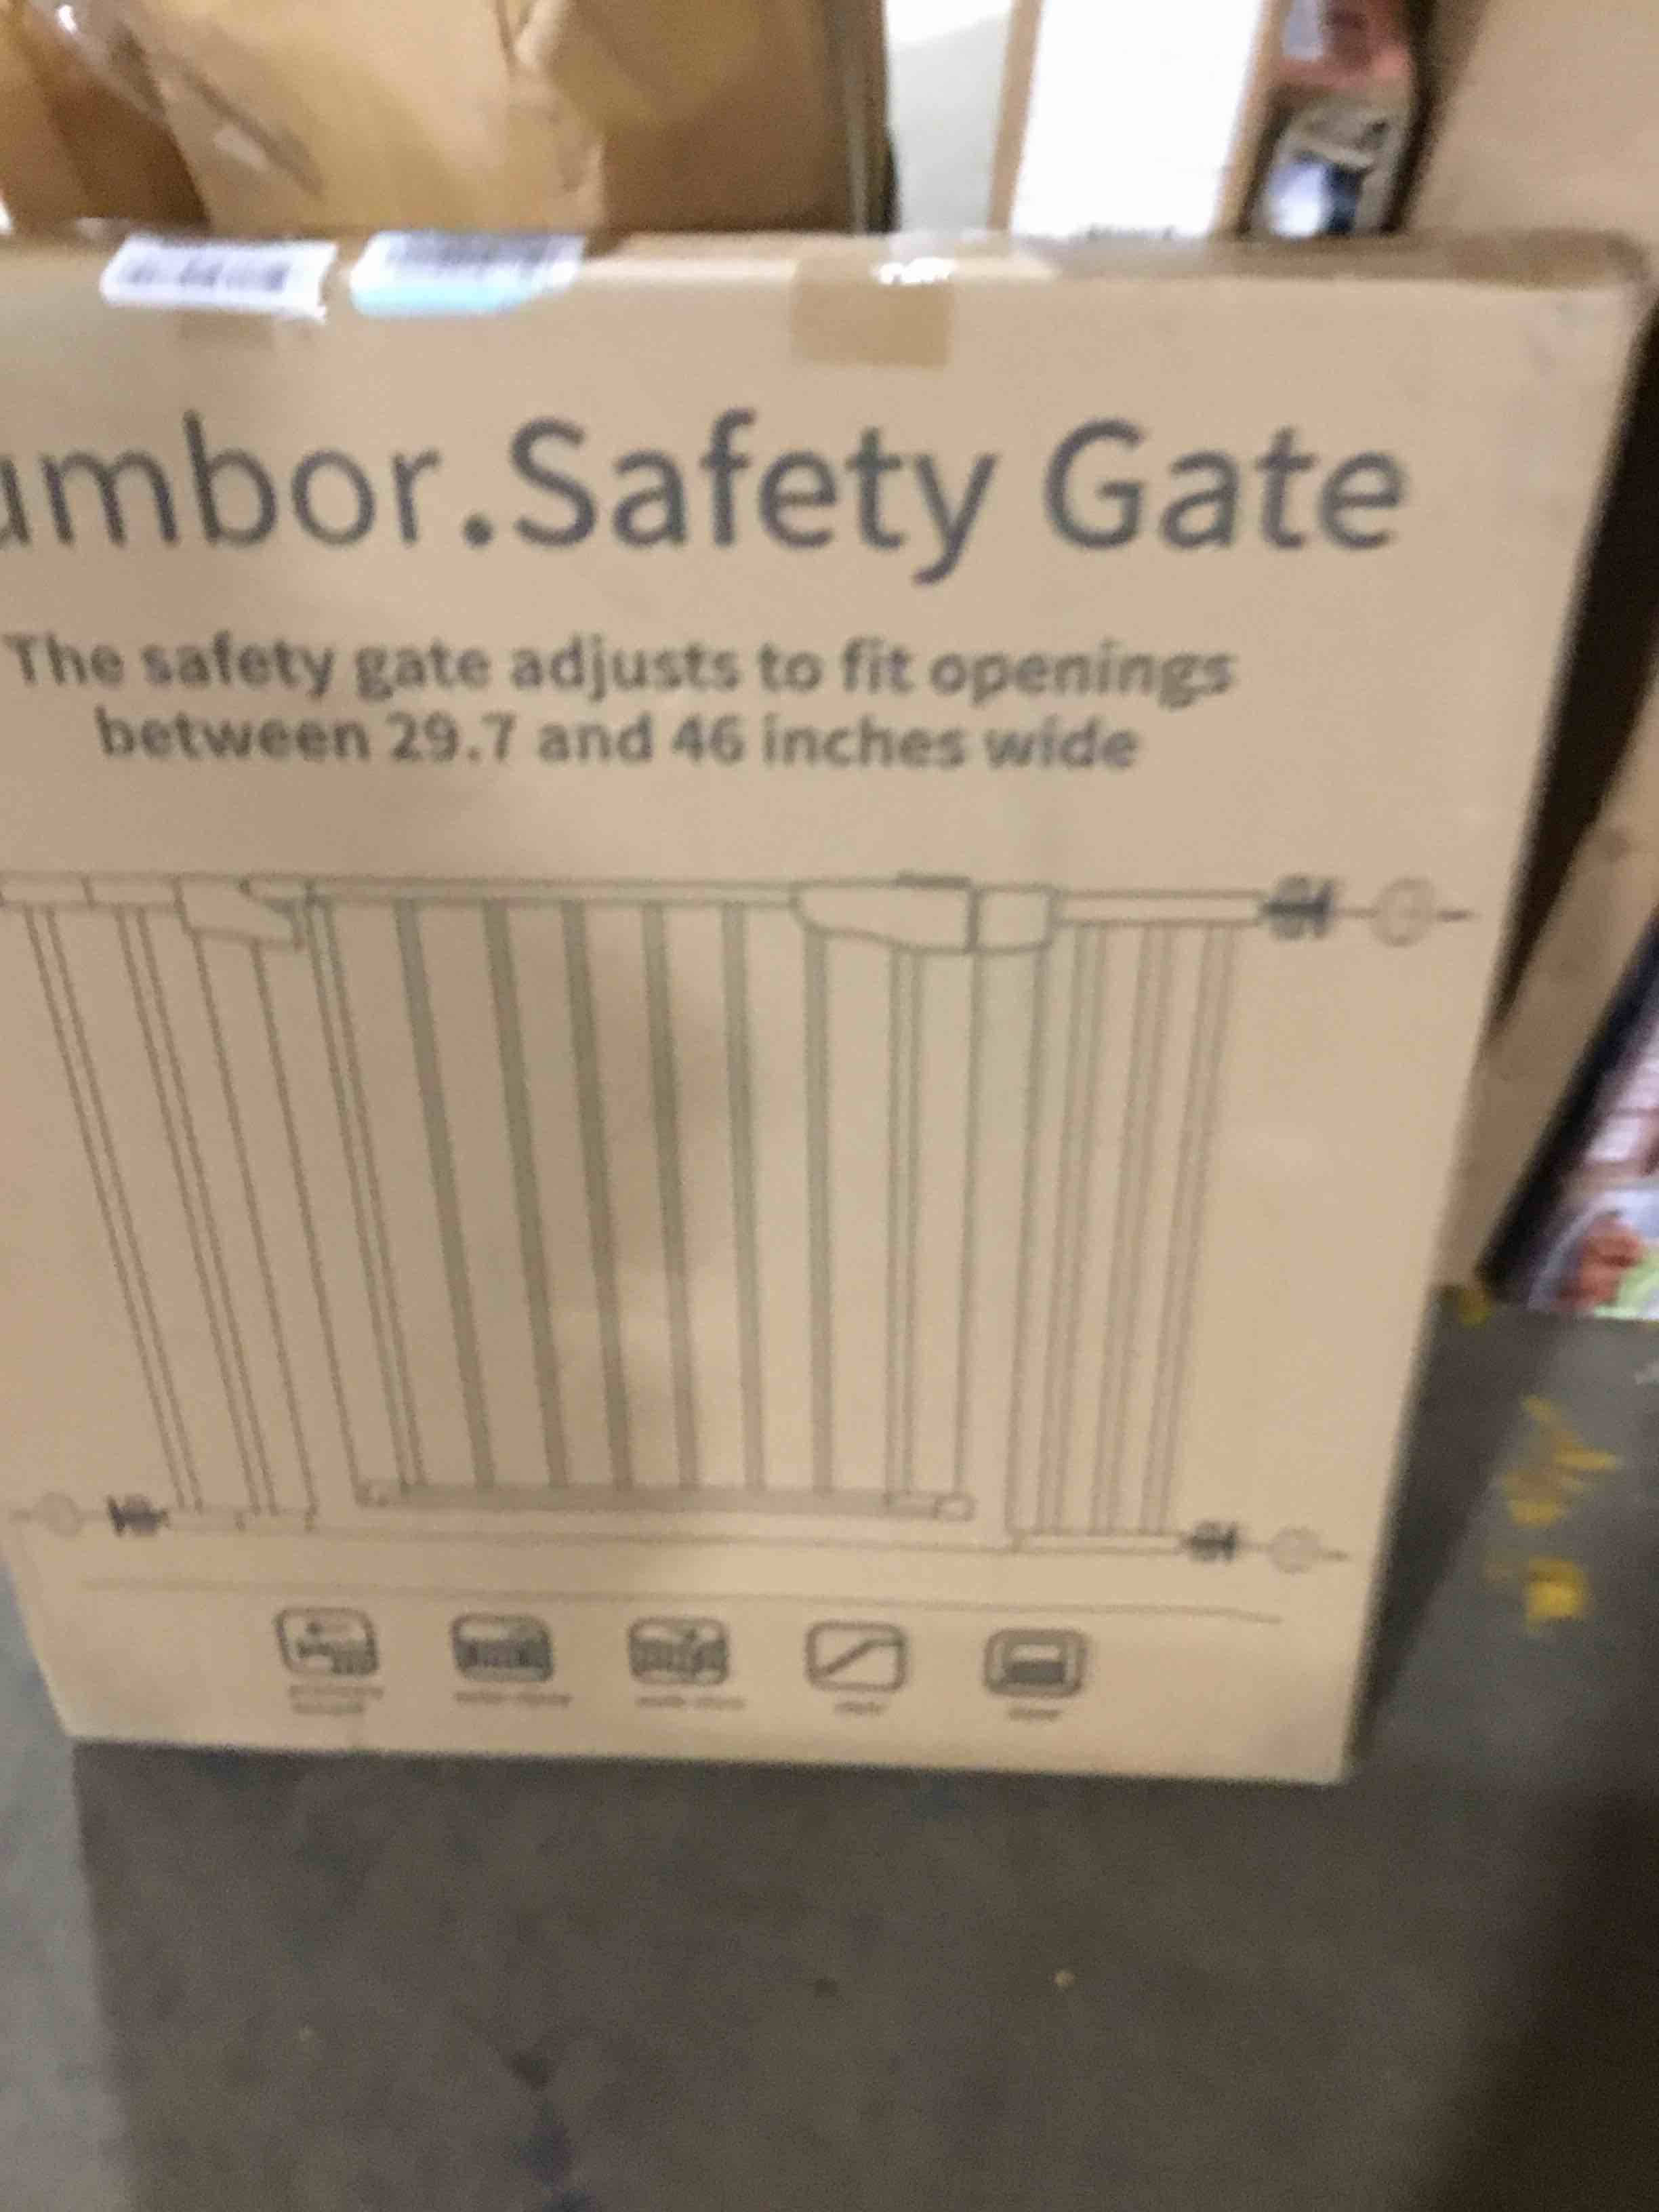 umbor.Safety Gate
The safety gate adjusts to fit openings
between 29.7 and 46 inches wide